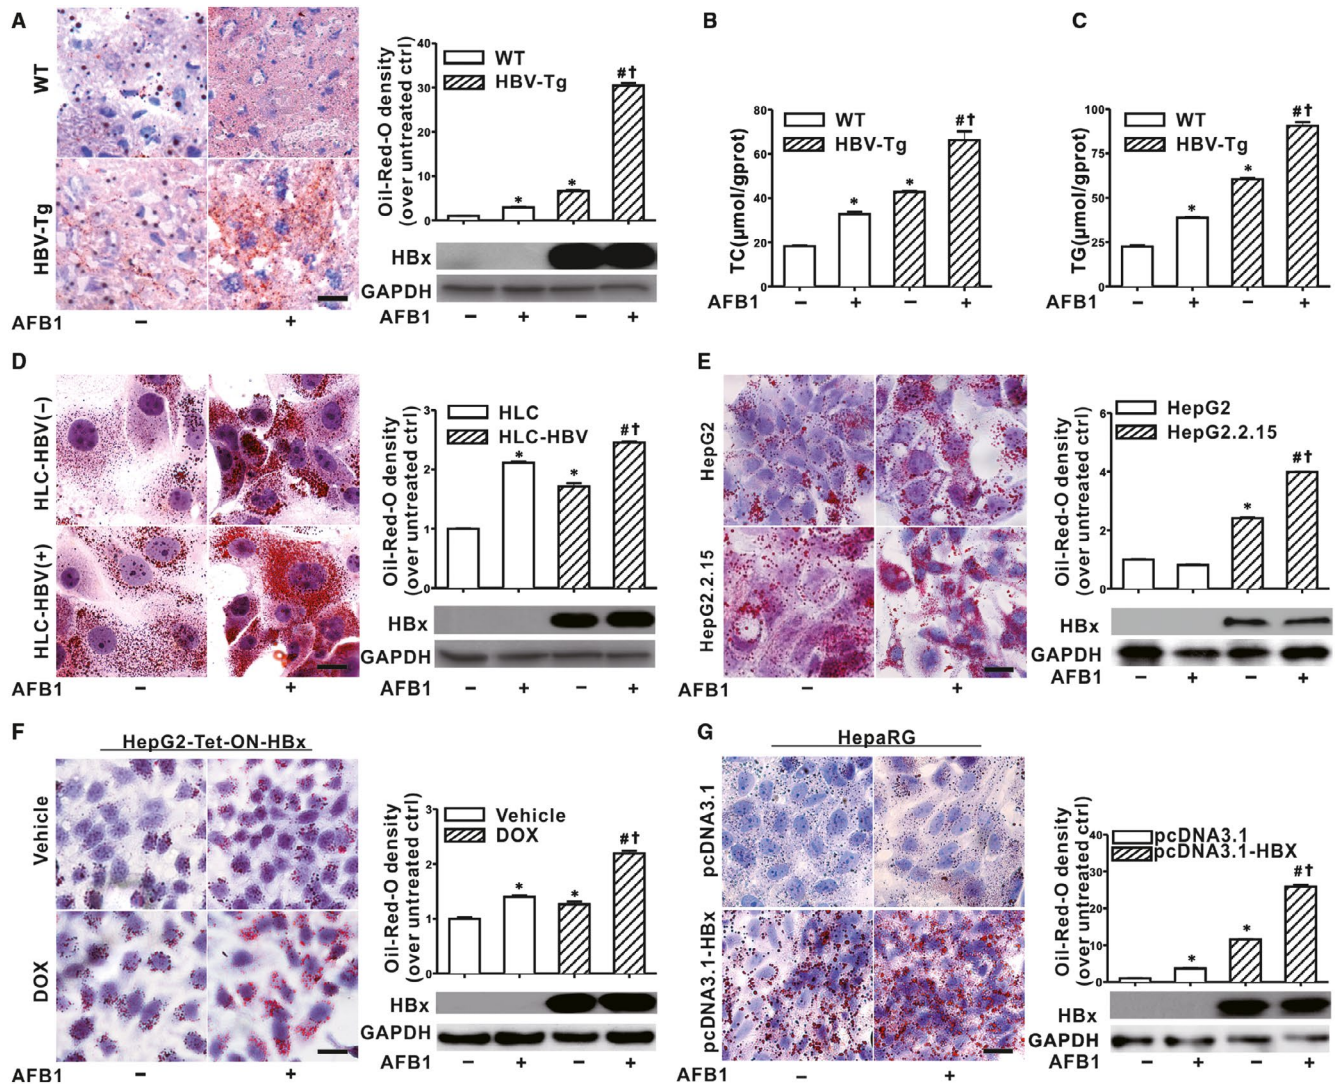 A
WT
HBV-Tg
AFB1
−
+
Oil-Red-O density
(over untreated ctrl)
40
30
20
10
0
WT
HBV-Tg
*
*
#†
HBx
GAPDH
AFB1
− + − +
B
TC(μmol/gprot)
80
60
40
20
0
WT
HBV-Tg
*
*
#†
AFB1
− + − +
C
TG(μmol/gprot)
100
75
50
25
0
WT
HBV-Tg
*
*
#†
− + − +
D
HLC-HBV(−)
HLC-HBV(+)
AFB1
−
+
Oil-Red-O density
(over untreated ctrl)
3
2
1
0
HLC
HLC-HBV
*
*
#†
HBx
GAPDH
AFB1
− + − +
E
HepG2
HepG2.2.15
AFB1
−
+
Oil-Red-O density
(over untreated ctrl)
6
4
2
0
HepG2
HepG2.2.15
*
#†
HBx
GAPDH
AFB1
− + − +
F
HepG2-Tet-ON-HBx
Vehicle
DOX
AFB1
−
+
Oil-Red-O density
(over untreated ctrl)
3
2
1
0
Vehicle
DOX
*
*
#†
HBx
GAPDH
AFB1
− + − +
G
HepaRG
pcDNA3.1
pcDNA3.1-HBx
AFB1
−
+
Oil-Red-O density
(over untreated ctrl)
40
30
20
10
0
pcDNA3.1
pcDNA3.1-HBX
*
*
#†
HBx
GAPDH
AFB1
− + − +